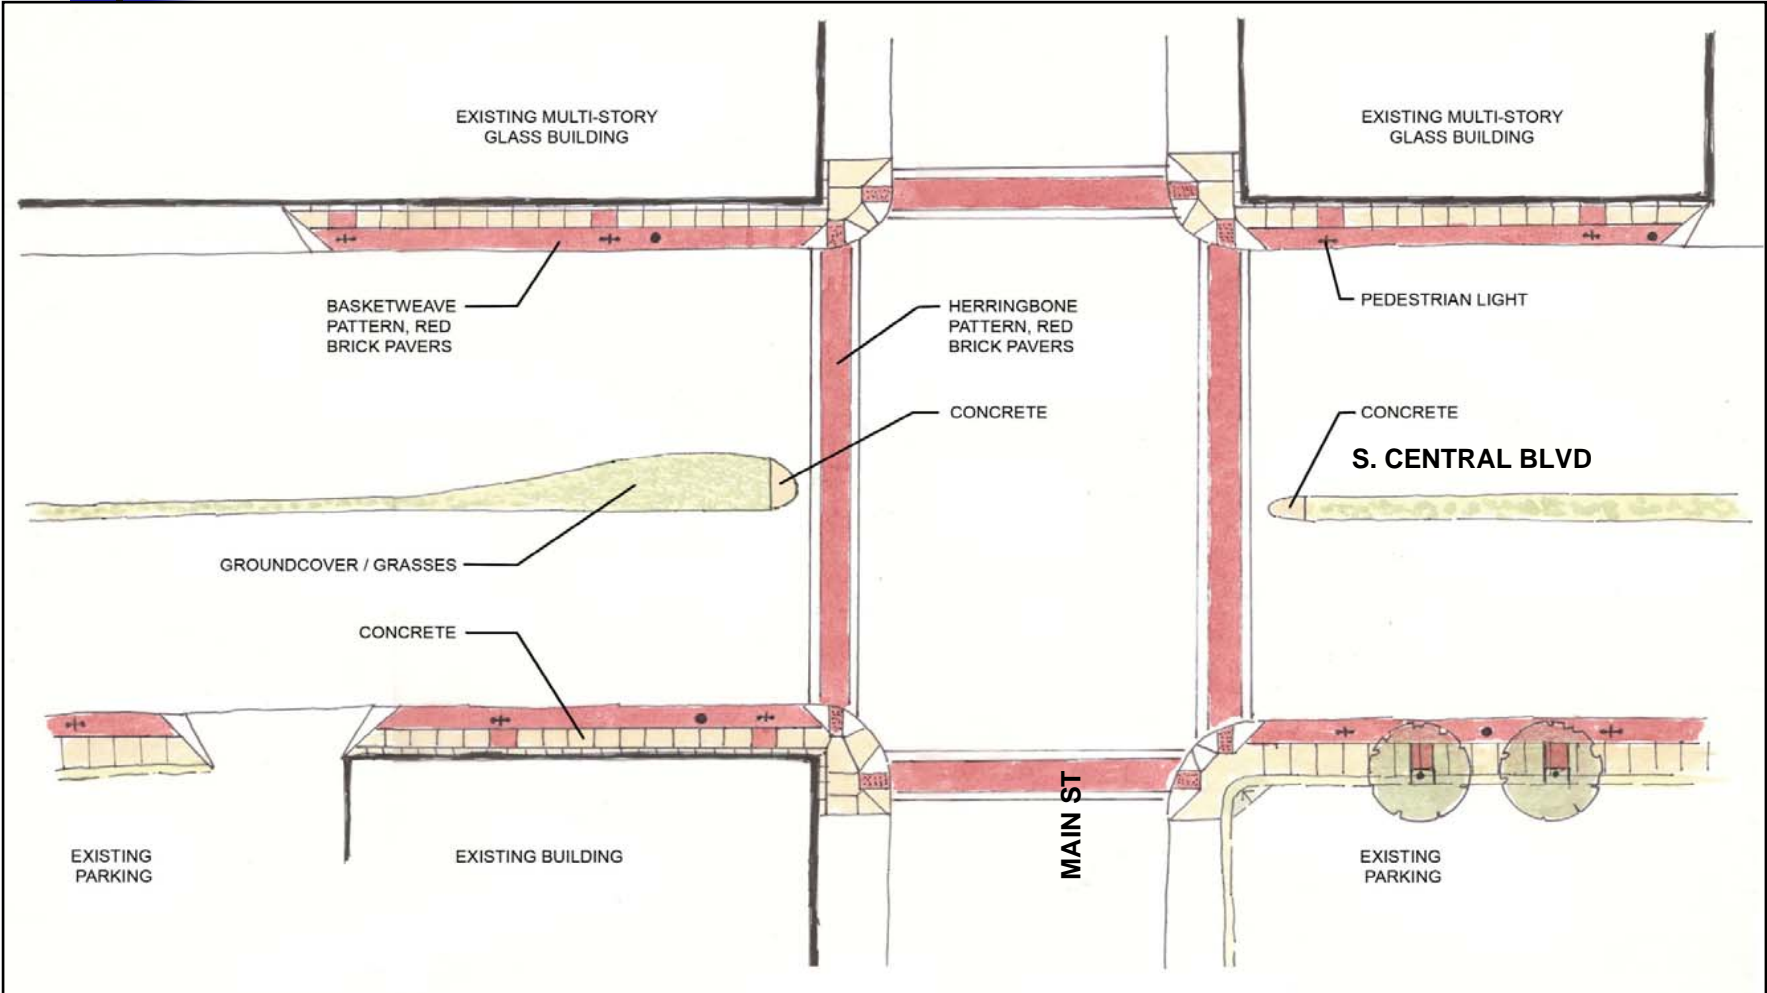 EXISTING MULTI-STORY
GLASS BUILDING
EXISTING MULTI-STORY
GLASS BUILDING
BASKETWEAVE
PATTERN, RED
BRICK PAVERS
HERRINGBONE
PATTERN, RED
BRICK PAVERS
PEDESTRIAN LIGHT
CONCRETE
CONCRETE
S. CENTRAL BLVD
GROUNDCOVER / GRASSES
CONCRETE
MAIN ST
EXISTING
PARKING
EXISTING BUILDING
EXISTING
PARKING